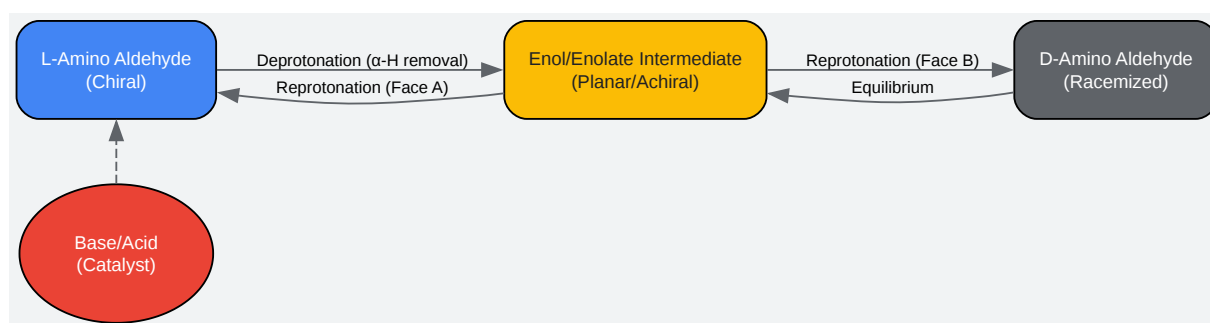 L-Amino Aldehyde
(Chiral)
Deprotonation (α-H removal)
Reprotonation (Face A)
Enol/Enolate Intermediate
(Planar/Achiral)
Reprotonation (Face B)
Equilibrium
D-Amino Aldehyde
(Racemized)
Base/Acid
(Catalyst)